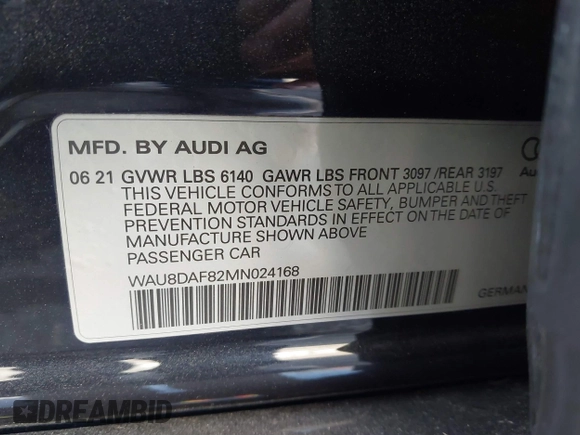 MFD. BY AUDI AG
06 21 GVWR LBS 6140 GAWR LBS FRONT 3097 /REAR 3197
THIS VEHICLE CONFORMS TO ALL APPLICABLE U.S.
FEDERAL MOTOR VEHICLE SAFETY, BUMPER AND THEFT
PREVENTION STANDARDS IN EFFECT ON THE DATE OF
MANUFACTURE SHOWN ABOVE
PASSENGER CAR
WAU8DAF82MN024168
GERMAN
DREAMBID